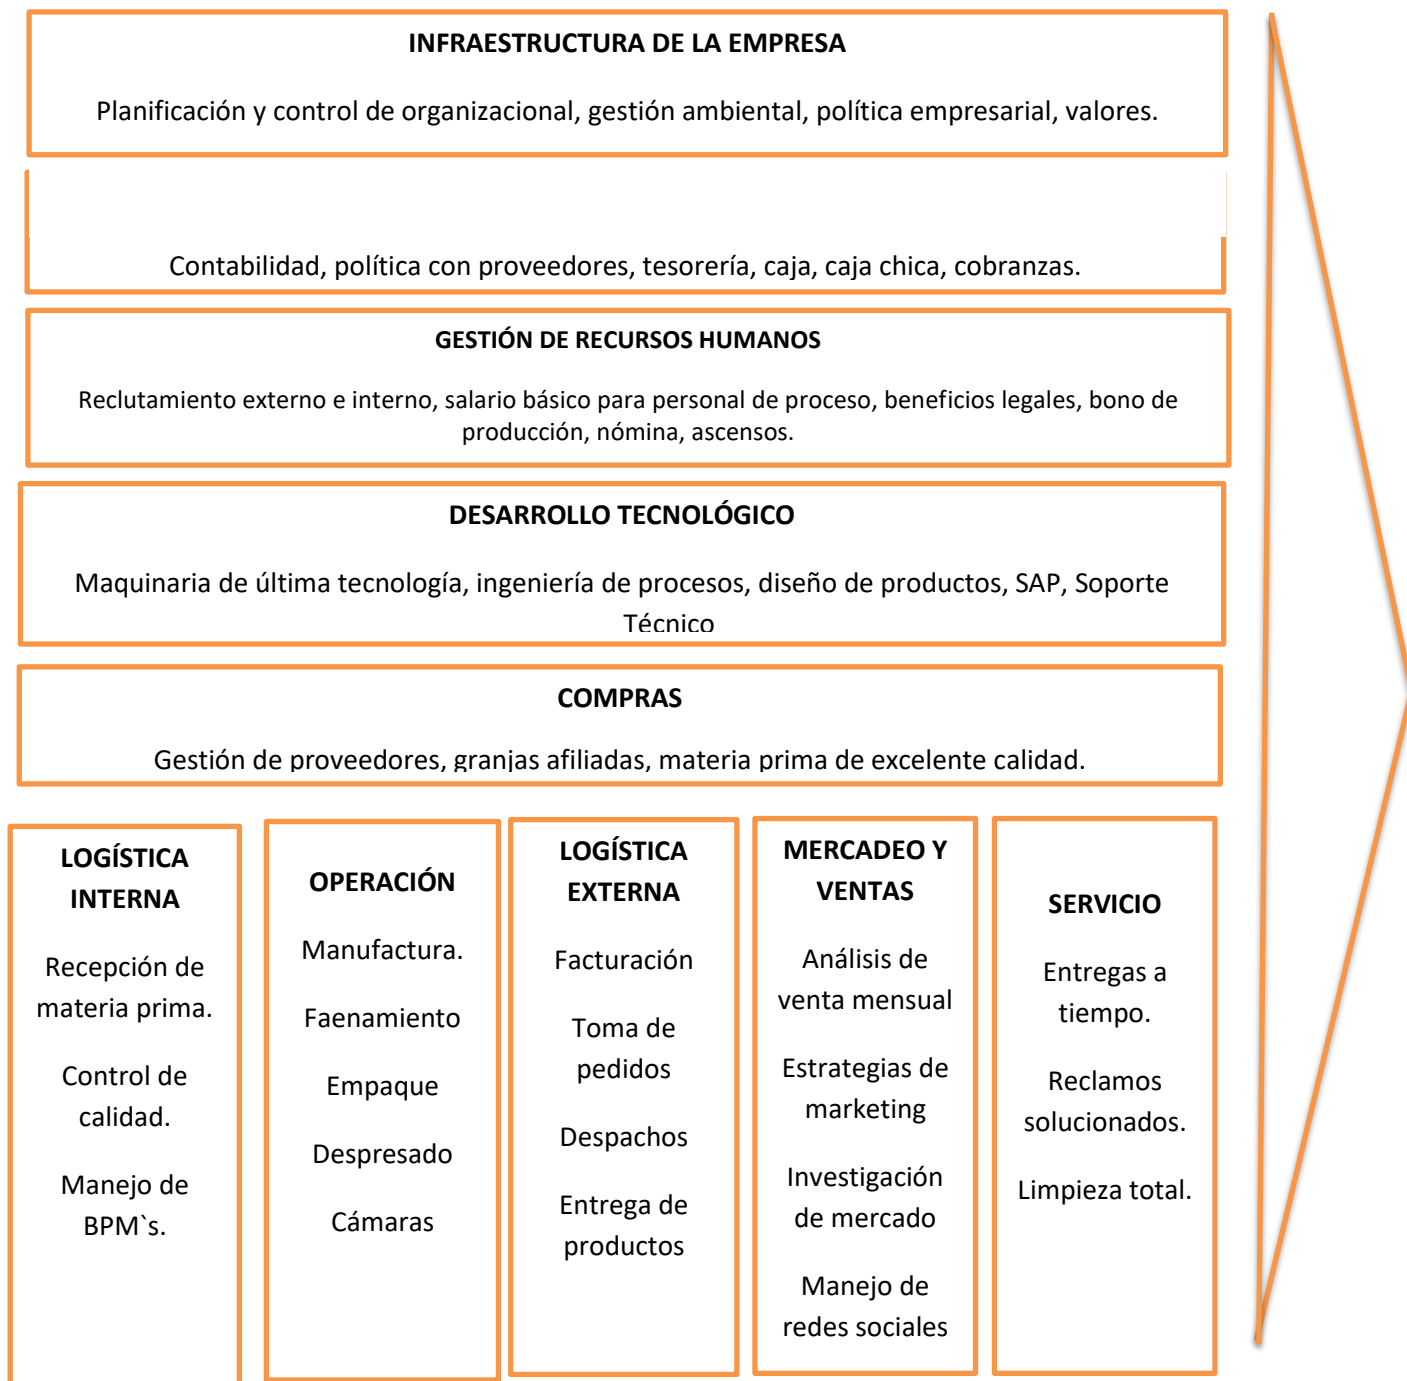 INFRAESTRUCTURA DE LA EMPRESA
Planificación y control de organizacional, gestión ambiental, política empresarial, valores.
Contabilidad, política con proveedores, tesorería, caja, caja chica, cobranzas.
GESTIÓN DE RECURSOS HUMANOS
Reclutamiento externo e interno, salario básico para personal de proceso, beneficios legales, bono de
producción, nómina, ascensos.
DESARROLLO TECNOLÓGICO
Maquinaria de última tecnología, ingeniería de procesos, diseño de productos, SAP, Soporte
Técnico
COMPRAS
Gestión de proveedores, granjas afiliadas, materia prima de excelente calidad.
LOGÍSTICA
INTERNA
Recepción de
materia prima.
Control de
calidad.
Manejo de
BPM`s.
OPERACIÓN
Manufactura.
Faenamiento
Empaque
Despresado
Cámaras
LOGÍSTICA
EXTERNA
Facturación
Toma de
pedidos
Despachos
Entrega de
productos
MERCADEO Y
VENTAS
Análisis de
venta mensual
Estrategias de
marketing
Investigación
de mercado
Manejo de
redes sociales
SERVICIO
Entregas a
tiempo.
Reclamos
solucionados.
Limpieza total.